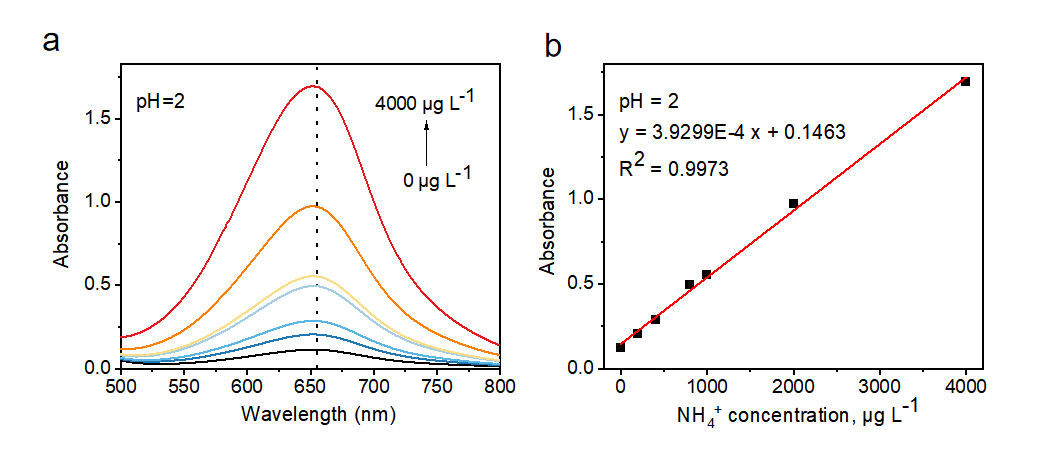 a
pH=2
4000 µg L⁻¹
0 µg L⁻¹
Absorbance
1.5
1.0
0.5
0.0
500 550 600 650 700 750 800
Wavelength (nm)
b
pH = 2
y = 3.9299E-4 x + 0.1463
R² = 0.9973
Absorbance
1.5
1.0
0.5
0.0
0 1000 2000 3000 4000
NH₄⁺ concentration, µg L⁻¹